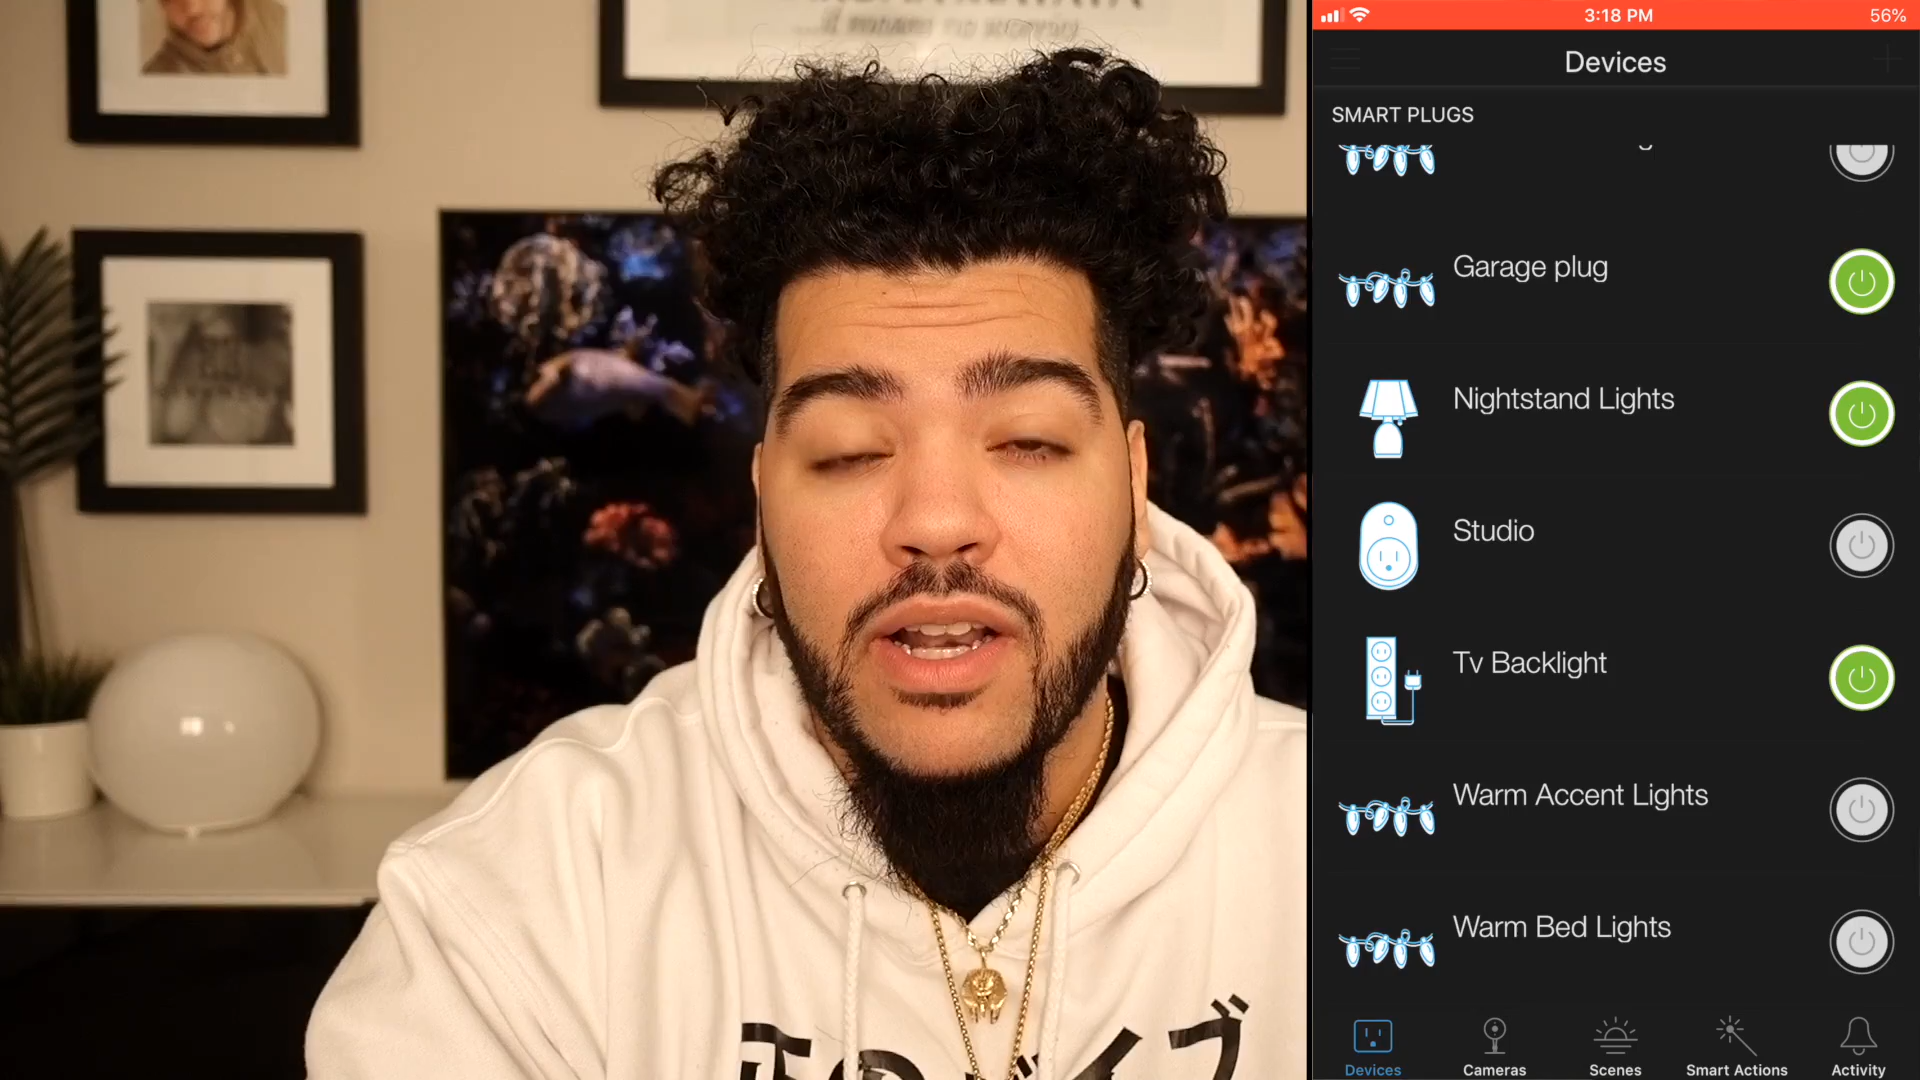 3:18 PM
56%
Devices
SMART PLUGS
Garage plug
Nightstand Lights
Studio
Tv Backlight
Warm Accent Lights
Warm Bed Lights
Devices
Cameras
Scenes
Smart Actions
Activity